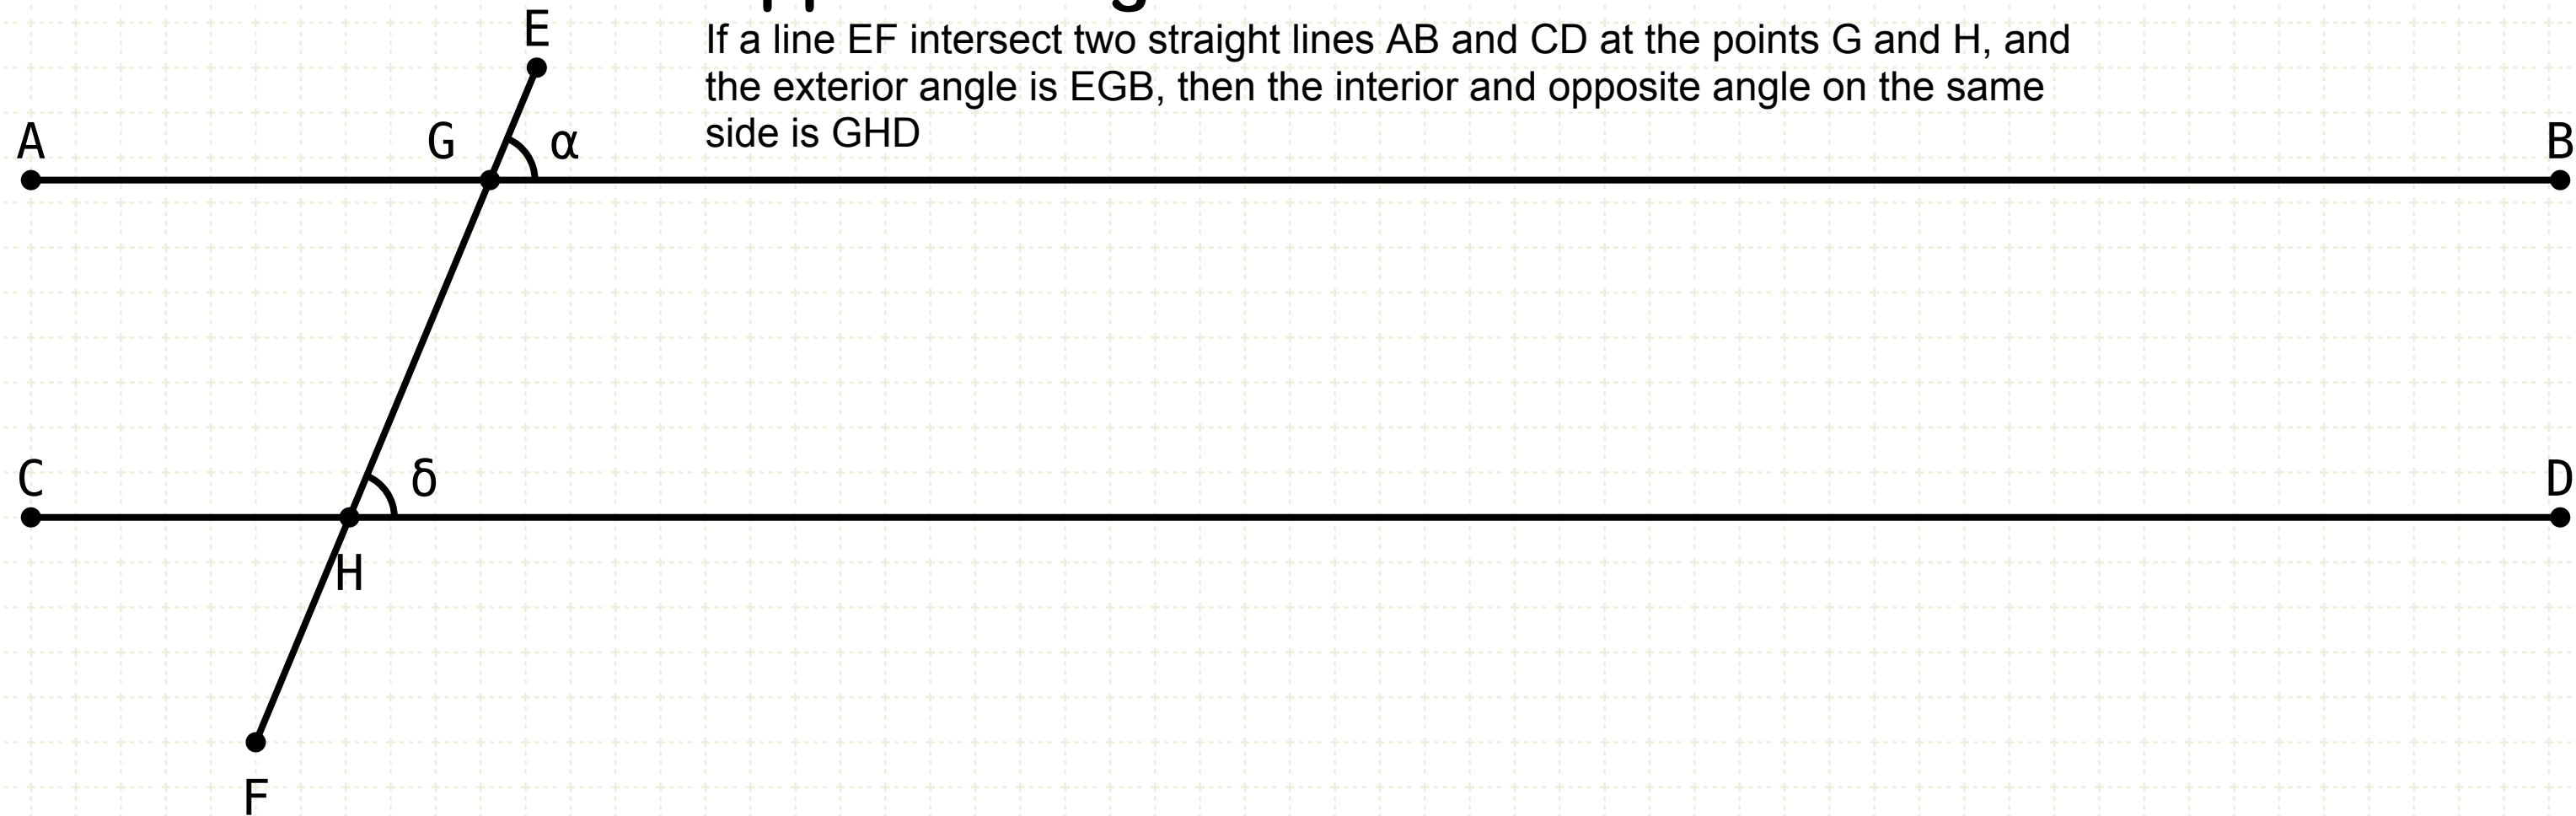 E
If a line EF intersect two straight lines AB and CD at the points G and H, and
the exterior angle is EGB, then the interior and opposite angle on the same
side is GHD
A G α B
C δ D
H
F